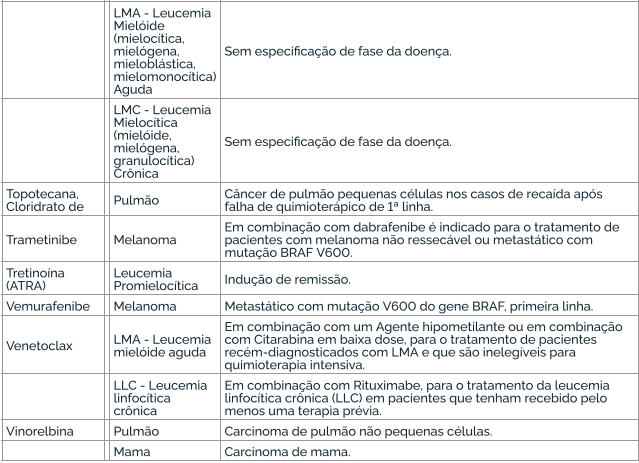 LMA - Leucemia
Mielóide
(mielocítica,
mielógena,
mieloblástica,
mielomonocítica)
Aguda
Sem especificação de fase da doença.
LMC - Leucemia
Mielocítica
(mielóide,
mielógena,
granulocítica)
Crônica
Sem especificação de fase da doença.
Topotecana,
Cloridrato de
Pulmão
Câncer de pulmão pequenas células nos casos de recaída após
falha de quimioterápico de 1ª linha.
Trametinibe
Melanoma
Em combinação com dabrafenibe é indicado para o tratamento de
pacientes com melanoma não ressecável ou metastático com
mutação BRAF V600.
Tretinoína
(ATRA)
Leucemia
Promielocítica
Indução de remissão.
Vemurafenibe
Melanoma
Metastático com mutação V600 do gene BRAF, primeira linha.
Venetoclax
LMA - Leucemia
mielóide aguda
Em combinação com um Agente hipometilante ou em combinação
com Citarabina em baixa dose, para o tratamento de pacientes
recém-diagnosticados com LMA e que são inelegíveis para
quimioterapia intensiva.
LLC - Leucemia
linfocítica
crônica
Em combinação com Rituximabe, para o tratamento da leucemia
linfocítica crônica (LLC) em pacientes que tenham recebido pelo
menos uma terapia prévia.
Vinorelbina
Pulmão
Carcinoma de pulmão não pequenas células.
Mama
Carcinoma de mama.